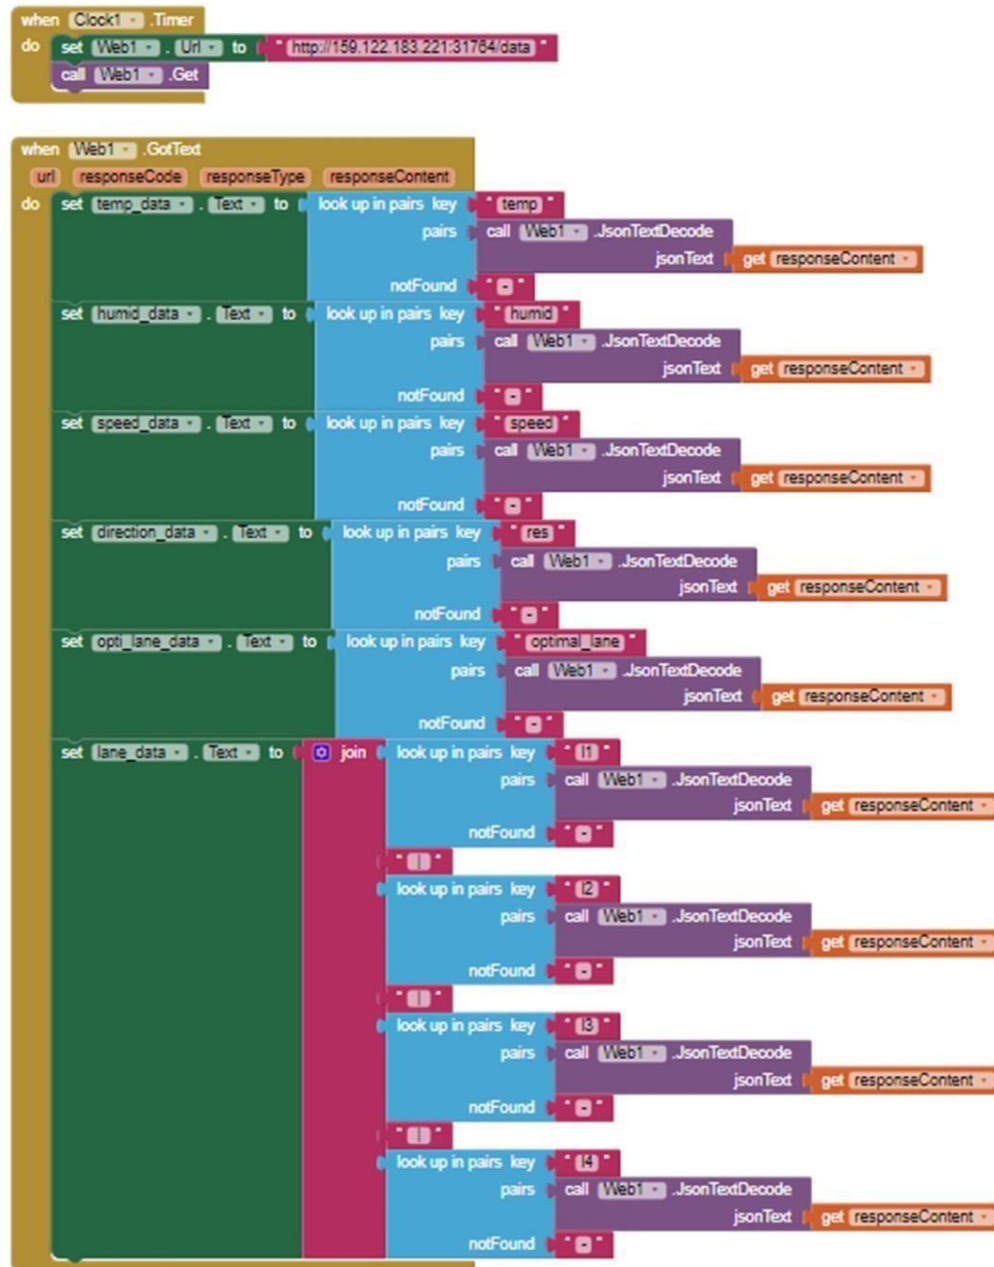 when Clock1 .Timer
do set Web1 . Url to " http://159.122.183.221:31764/data "
call Web1 .Get
when Web1 .GotText
url responseCode responseType responseContent
do set temp_data . Text to look up in pairs key " temp "
pairs call Web1 .JsonTextDecode
jsonText get responseContent
notFound " - "
set humid_data . Text to look up in pairs key " humid "
pairs call Web1 .JsonTextDecode
jsonText get responseContent
notFound " - "
set speed_data . Text to look up in pairs key " speed "
pairs call Web1 .JsonTextDecode
jsonText get responseContent
notFound " - "
set direction_data . Text to look up in pairs key " res "
pairs call Web1 .JsonTextDecode
jsonText get responseContent
notFound " - "
set opti_lane_data . Text to look up in pairs key " optimal_lane "
pairs call Web1 .JsonTextDecode
jsonText get responseContent
notFound " - "
set lane_data . Text to join look up in pairs key " l1 "
pairs call Web1 .JsonTextDecode
jsonText get responseContent
notFound " - "
" | "
look up in pairs key " l2 "
pairs call Web1 .JsonTextDecode
jsonText get responseContent
notFound " - "
" | "
look up in pairs key " l3 "
pairs call Web1 .JsonTextDecode
jsonText get responseContent
notFound " - "
" | "
look up in pairs key " l4 "
pairs call Web1 .JsonTextDecode
jsonText get responseContent
notFound " - "